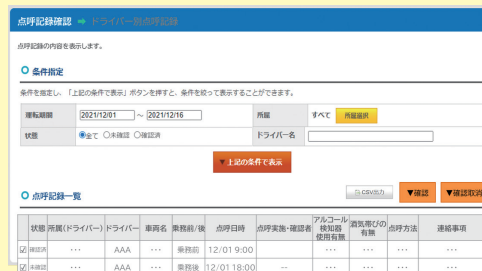 点呼記録確認 ➡ ドライバー別点呼記録
点呼記録の内容を表示します。
条件指定
条件を指定し、「上記の条件で表示」ボタンを押すと、条件を絞って表示することができます。
運転期間 2021/12/01 ～ 2021/12/16 所属 すべて 所属選択
状態 全て 未確認 確認済 ドライバー名
▼上記の条件で表示
点呼記録一覧 CSV出力 ▼確認 ▼確認取消
状態 所属(ドライバー) ドライバー 車両名 乗務前/後 点呼日時 点呼実施・確認者 アルコール検知器使用有無 酒気帯びの有無 点呼方法 連絡事項
確認済 … AAA … 乗務前 12/01 9:00 … … … …
未確認 … AAA … 乗務後 12/01 18:00 -- … … … …